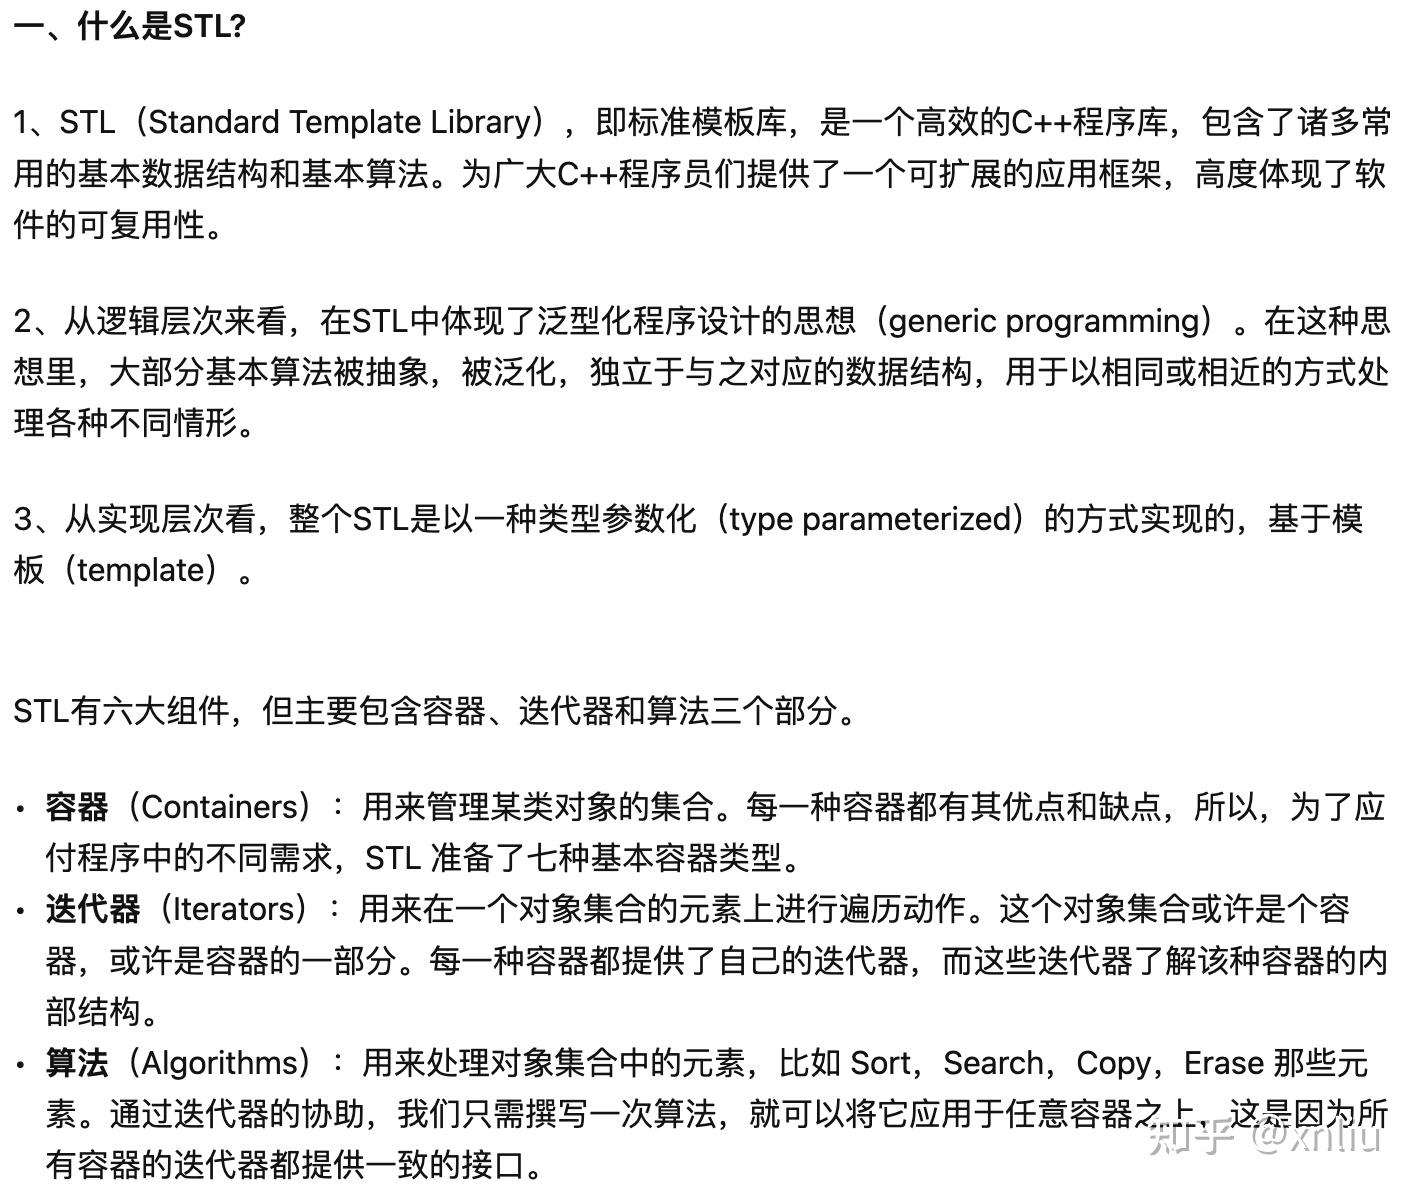 一、什么是STL?
1、STL（Standard Template Library），即标准模板库，是一个高效的C++程序库，包含了诸多常
用的基本数据结构和基本算法。为广大C++程序员们提供了一个可扩展的应用框架，高度体现了软
件的可复用性。
2、从逻辑层次来看，在STL中体现了泛型化程序设计的思想（generic programming）。在这种思
想里，大部分基本算法被抽象，被泛化，独立于与之对应的数据结构，用于以相同或相近的方式处
理各种不同情形。
3、从实现层次看，整个STL是以一种类型参数化（type parameterized）的方式实现的，基于模
板（template）。
STL有六大组件，但主要包含容器、迭代器和算法三个部分。
• 容器（Containers）：用来管理某类对象的集合。每一种容器都有其优点和缺点，所以，为了应
付程序中的不同需求，STL 准备了七种基本容器类型。
• 迭代器（Iterators）：用来在一个对象集合的元素上进行遍历动作。这个对象集合或许是个容
器，或许是容器的一部分。每一种容器都提供了自己的迭代器，而这些迭代器了解该种容器的内
部结构。
• 算法（Algorithms）：用来处理对象集合中的元素，比如 Sort，Search，Copy，Erase 那些元
素。通过迭代器的协助，我们只需撰写一次算法，就可以将它应用于任意容器之上，这是因为所
有容器的迭代器都提供一致的接口。
知乎 @xnliu